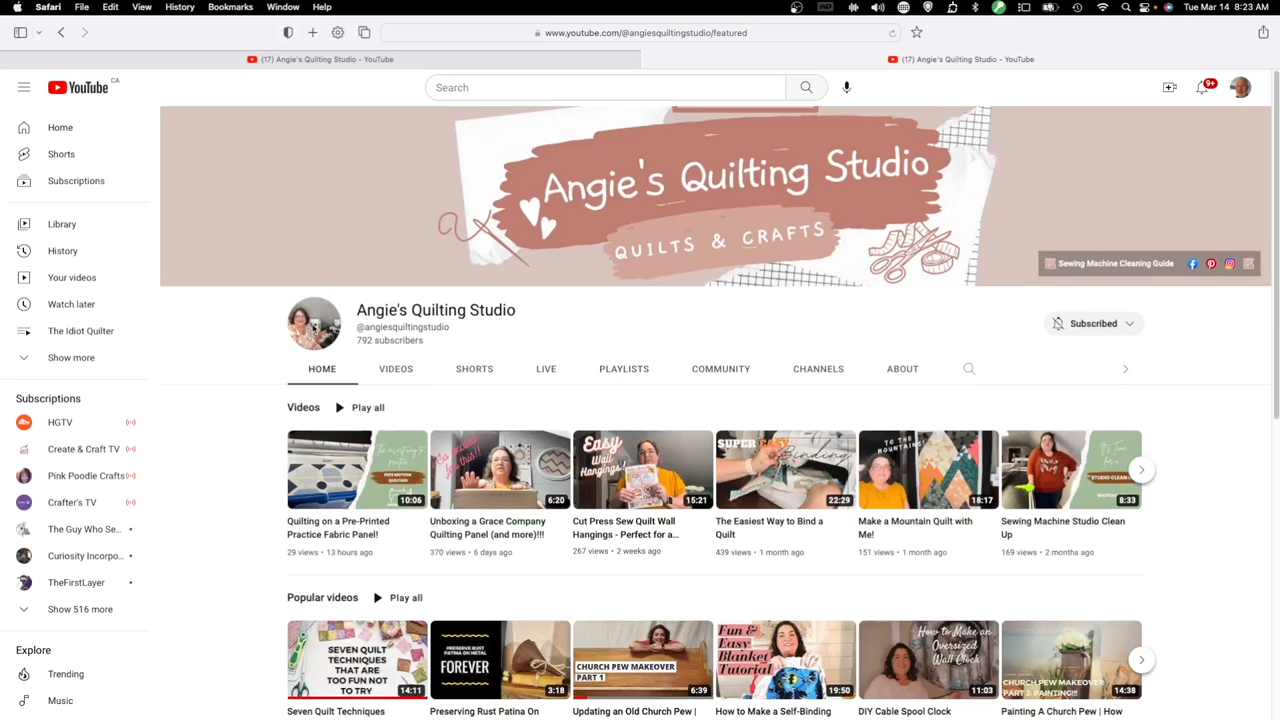 Safari File Edit View History Bookmarks Window Help
Tue Mar 14 8:23 AM
www.youtube.com/@angiesquiltingstudio/featured
(17) Angie's Quilting Studio - YouTube
(17) Angie's Quilting Studio - YouTube
YouTube CA
Search
9+
Home
Shorts
Subscriptions
Library
History
Your videos
Watch later
The Idiot Quilter
Show more
Subscriptions
HGTV
Create & Craft TV
Pink Poodle Crafts
Crafter's TV
The Guy Who Se...
Curiosity Incorpo...
TheFirstLayer
Show 516 more
Explore
Trending
Music
Angie's Quilting Studio
QUILTS & CRAFTS
Sewing Machine Cleaning Guide
Angie's Quilting Studio
@angiesquiltingstudio
792 subscribers
Subscribed
HOME VIDEOS SHORTS LIVE PLAYLISTS COMMUNITY CHANNELS ABOUT
Videos Play all
10:06
Quilting on a Pre-Printed
Practice Fabric Panel!
29 views • 13 hours ago
6:20
Unboxing a Grace Company
Quilting Panel (and more)!!!
370 views • 6 days ago
Easy
Wall
Hangings!
15:21
Cut Press Sew Quilt Wall
Hangings - Perfect for a...
267 views • 2 weeks ago
SUPER EASY
Binding
22:29
The Easiest Way to Bind a
Quilt
439 views • 1 month ago
TO THE
MOUNTAINS!
18:17
Make a Mountain Quilt with
Me!
151 views • 1 month ago
It's Time
for a
STUDIO CLEAN UP
8:33
Sewing Machine Studio Clean
Up
169 views • 2 months ago
Popular videos Play all
SEVEN QUILT
TECHNIQUES
THAT ARE
TOO FUN NOT
TO TRY
14:11
Seven Quilt Techniques
PRESERVE RUST
PATINA ON METAL
FOREVER
3:18
Preserving Rust Patina On
CHURCH PEW MAKEOVER
PART 1
6:39
Updating an Old Church Pew |
Fun &
Easy
Blanket
Tutorial
19:50
How to Make a Self-Binding
How to Make an
Oversized
Wall Clock
11:03
DIY Cable Spool Clock
CHURCH PEW MAKEOVER
PART 3: PAINTING!!!
14:38
Painting A Church Pew | How